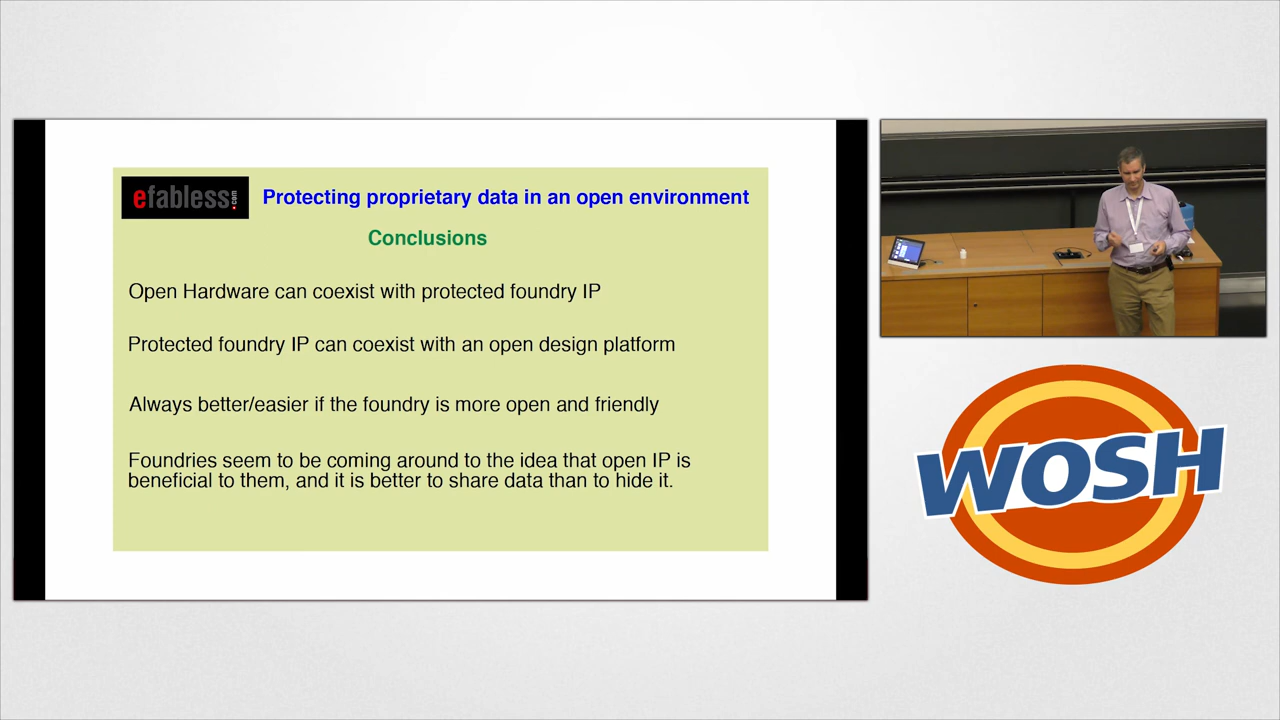 efabless.com
Protecting proprietary data in an open environment
Conclusions
Open Hardware can coexist with protected foundry IP
Protected foundry IP can coexist with an open design platform
Always better/easier if the foundry is more open and friendly
Foundries seem to be coming around to the idea that open IP is
beneficial to them, and it is better to share data than to hide it.
WOSH